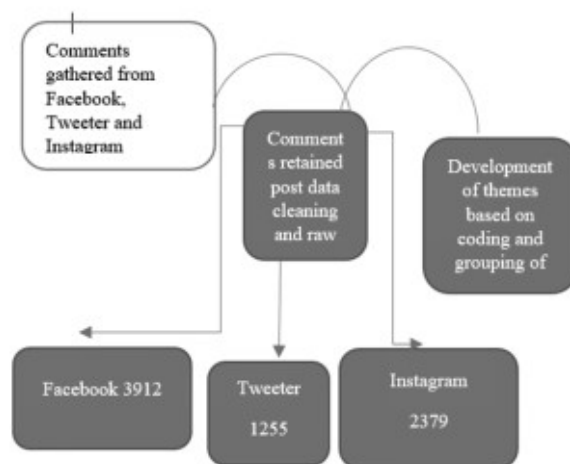 Comments
gathered from
Facebook,
Tweeter and
Instagram
Comment
s retained
post data
cleaning
and raw
Development
of themes
based on
coding and
grouping of
Facebook 3912
Tweeter
1255
Instagram
2379